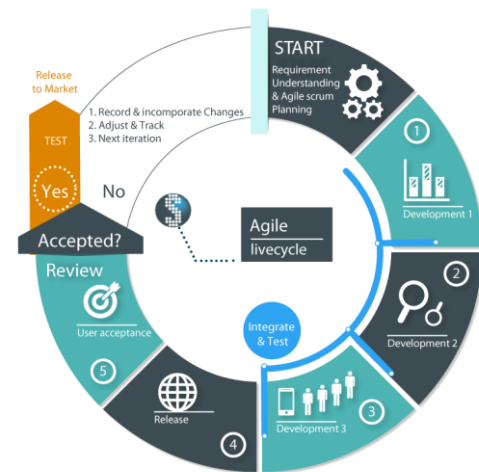 START
Requirement
Understanding
& Agile scrum
Planning
1
Development 1
2
Development 2
3
Development 3
Integrate
& Test
4
Release
5
User acceptance
Review
Accepted?
Yes
No
TEST
Release
to Market
1. Record & incomporate Changes
2. Adjust & Track
3. Next iteration
S
Agile
livecycle